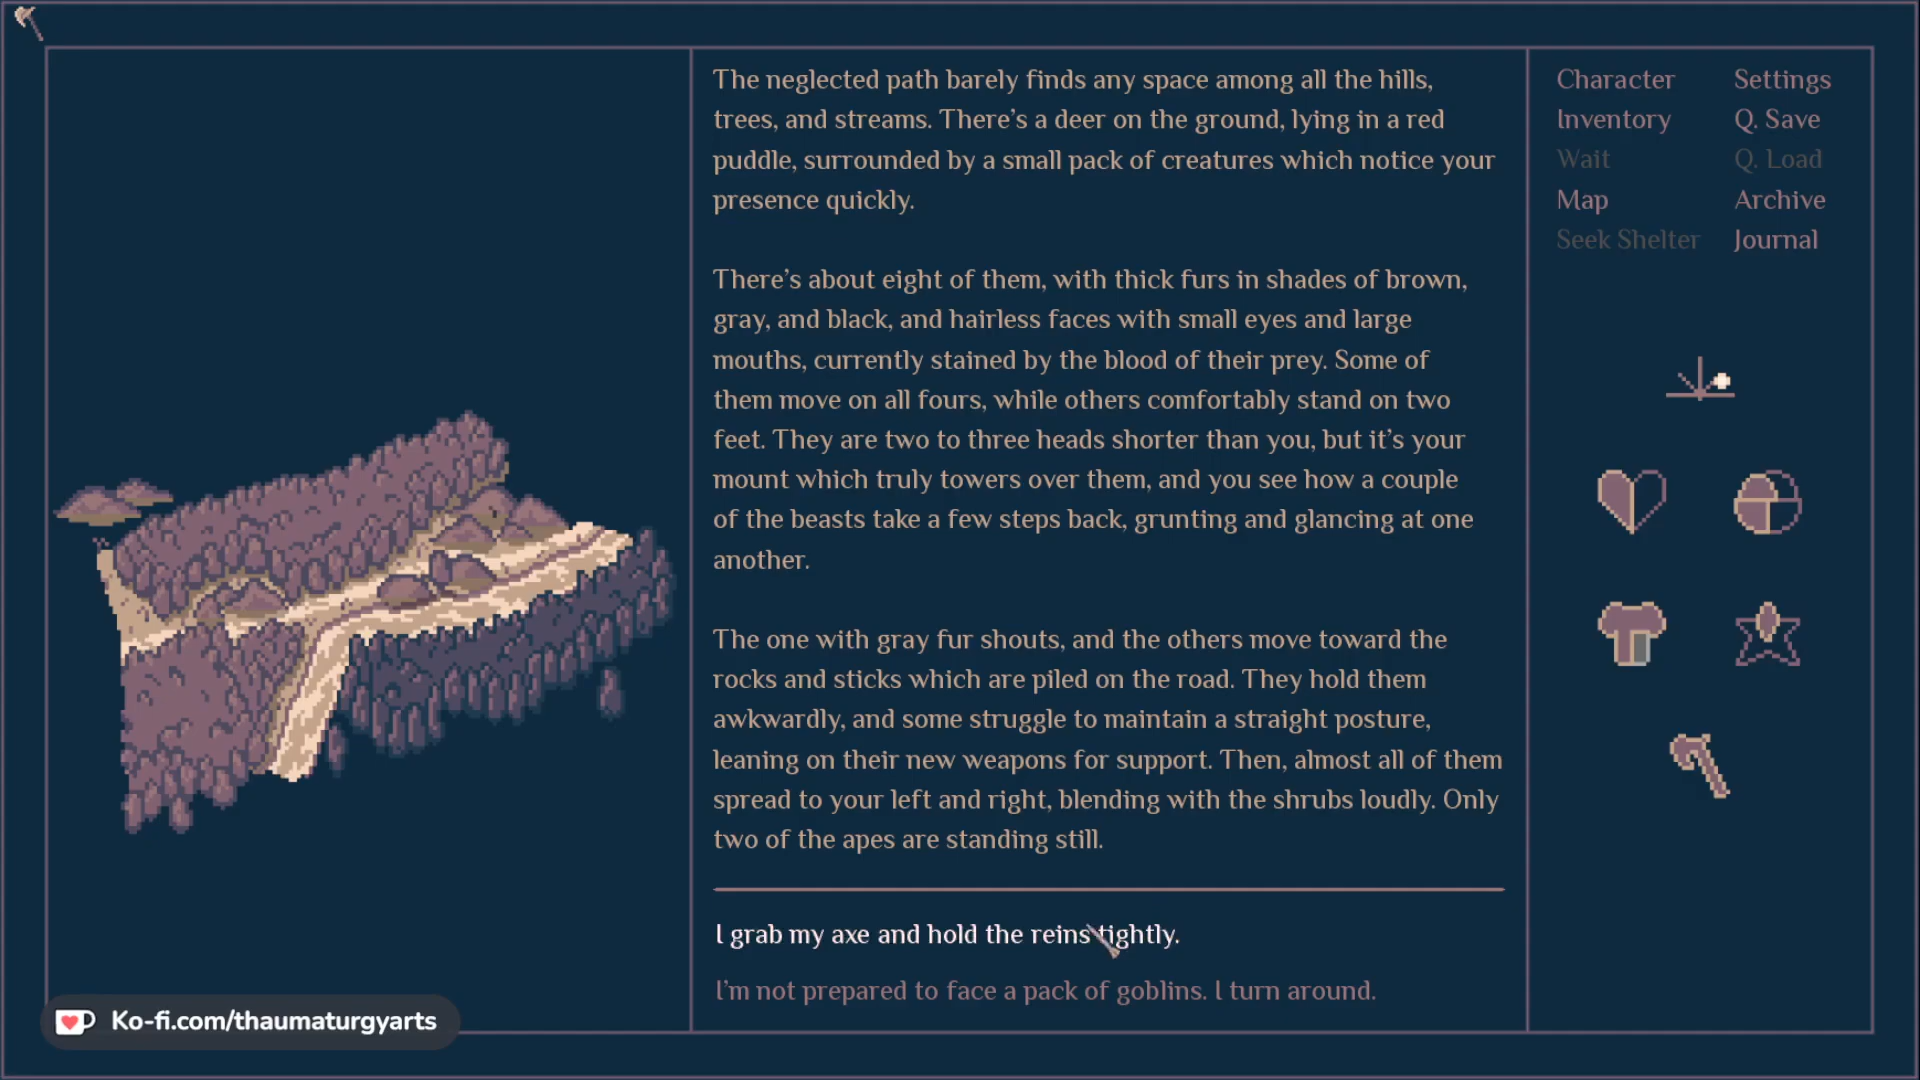 The neglected path barely finds any space among all the hills,
trees, and streams. There's a deer on the ground, lying in a red
puddle, surrounded by a small pack of creatures which notice your
presence quickly.
There's about eight of them, with thick furs in shades of brown,
gray, and black, and hairless faces with small eyes and large
mouths, currently stained by the blood of their prey. Some of
them move on all fours, while others comfortably stand on two
feet. They are two to three heads shorter than you, but it's your
mount which truly towers over them, and you see how a couple
of the beasts take a few steps back, grunting and glancing at one
another.
The one with gray fur shouts, and the others move toward the
rocks and sticks which are piled on the road. They hold them
awkwardly, and some struggle to maintain a straight posture,
leaning on their new weapons for support. Then, almost all of them
spread to your left and right, blending with the shrubs loudly. Only
two of the apes are standing still.
I grab my axe and hold the reins tightly.
I'm not prepared to face a pack of goblins. I turn around.
Character Settings
Inventory Q. Save
Wait Q. Load
Map Archive
Seek Shelter Journal
Ko-fi.com/thaumaturgyarts